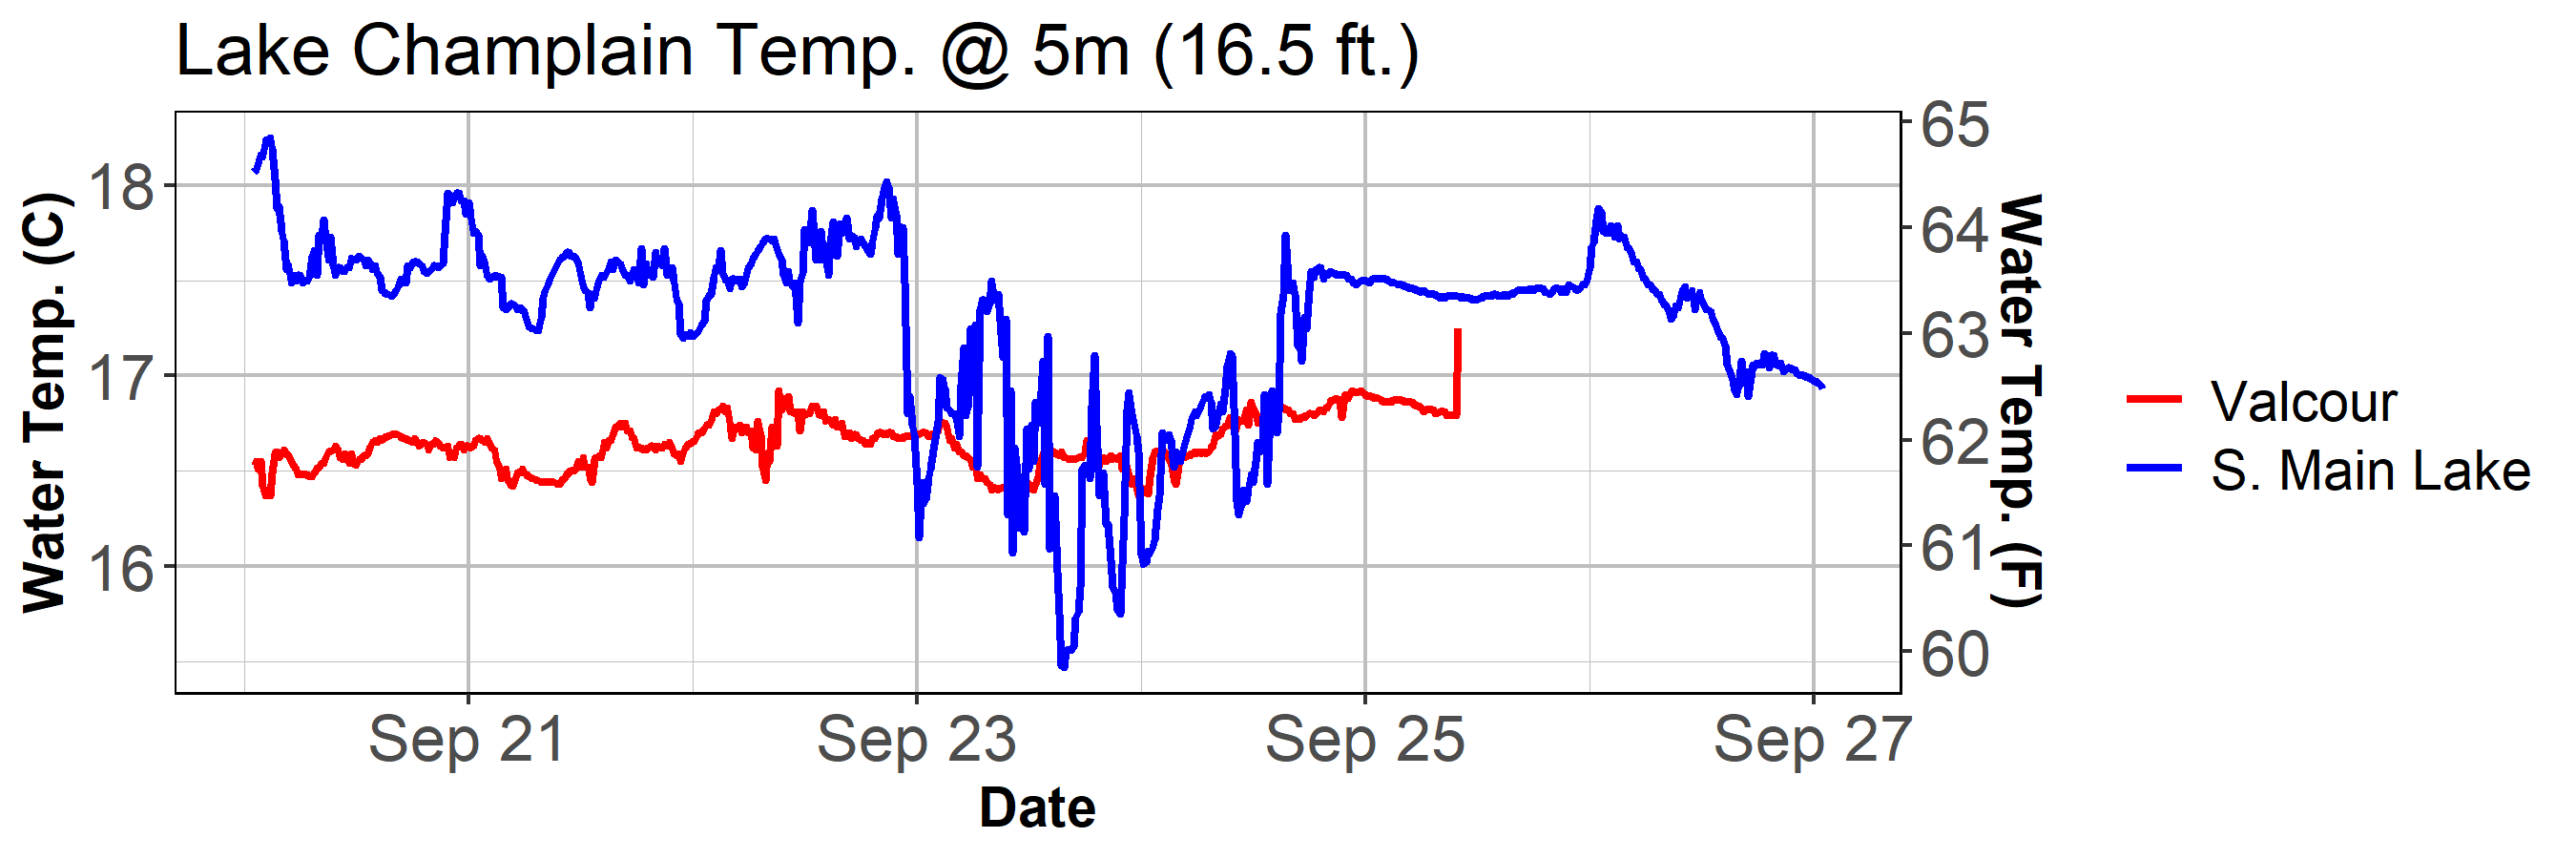 Lake Champlain Temp. @ 5m (16.5 ft.)
Water Temp. (C)
18
17
16
65
64
63
62
61
60
Water Temp. (F)
Sep 21
Sep 23
Sep 25
Sep 27
Date
Valcour
S. Main Lake